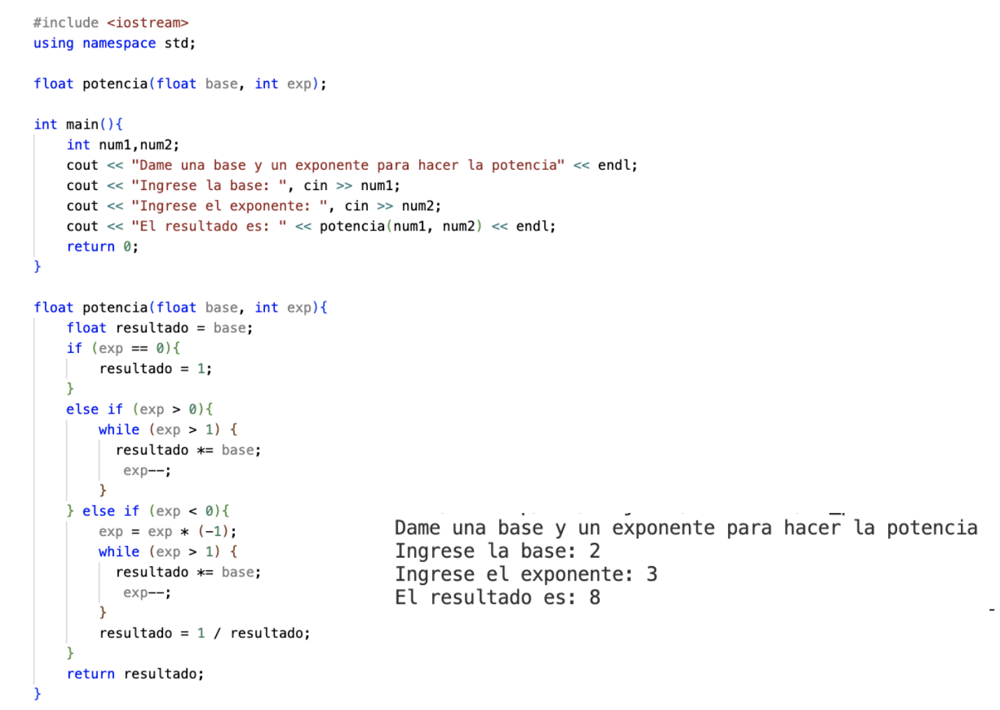 #include <iostream>
using namespace std;
float potencia(float base, int exp);
int main(){
int num1,num2;
cout << "Dame una base y un exponente para hacer la potencia" << endl;
cout << "Ingrese la base: ", cin >> num1;
cout << "Ingrese el exponente: ", cin >> num2;
cout << "El resultado es: " << potencia(num1, num2) << endl;
return 0;
}
float potencia(float base, int exp){
float resultado = base;
if (exp == 0){
resultado = 1;
}
else if (exp > 0){
while (exp > 1) {
resultado *= base;
exp--;
}
} else if (exp < 0){
exp = exp * (-1);
while (exp > 1) {
resultado *= base;
exp--;
}
resultado = 1 / resultado;
}
return resultado;
}
Dame una base y un exponente para hacer la potencia
Ingrese la base: 2
Ingrese el exponente: 3
El resultado es: 8